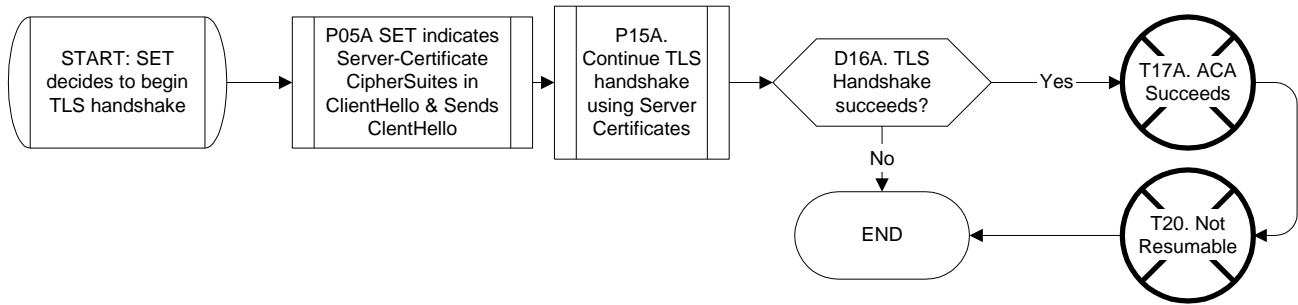 START: SET
decides to begin
TLS handshake
P05A SET indicates
Server-Certificate
CipherSuites in
ClientHello & Sends
ClentHello
P15A.
Continue TLS
handshake
using Server
Certificates
D16A. TLS
Handshake
succeeds?
Yes
T17A. ACA
Succeeds
No
END
T20. Not
Resumable